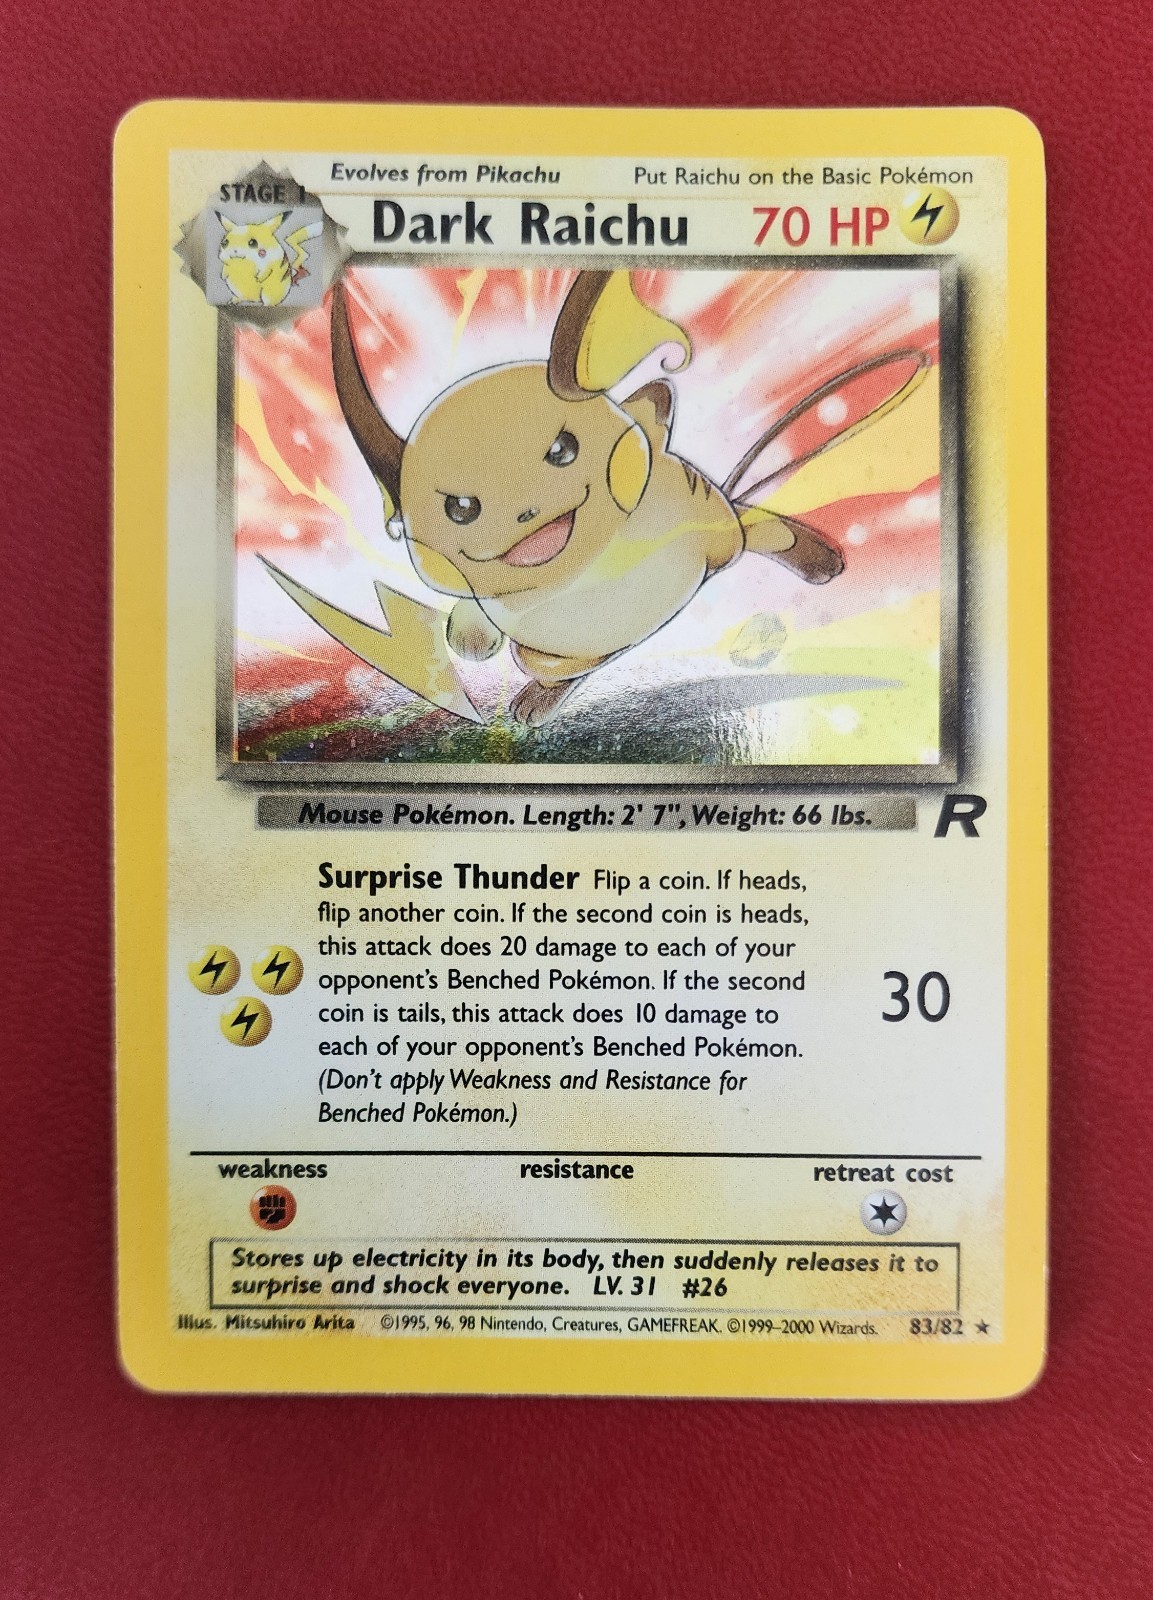 Evolves from Pikachu Put Raichu on the Basic Pokémon
STAGE 1
Dark Raichu 70 HP
Mouse Pokémon. Length: 2' 7", Weight: 66 lbs.
R
Surprise Thunder Flip a coin. If heads,
flip another coin. If the second coin is heads,
this attack does 20 damage to each of your
opponent's Benched Pokémon. If the second
coin is tails, this attack does 10 damage to
each of your opponent's Benched Pokémon.
(Don't apply Weakness and Resistance for
Benched Pokémon.)
30
weakness resistance retreat cost
Stores up electricity in its body, then suddenly releases it to
surprise and shock everyone. LV. 31 #26
Illus. Mitsuhiro Arita ©1995, 96, 98 Nintendo, Creatures, GAMEFREAK. ©1999–2000 Wizards. 83/82 ★